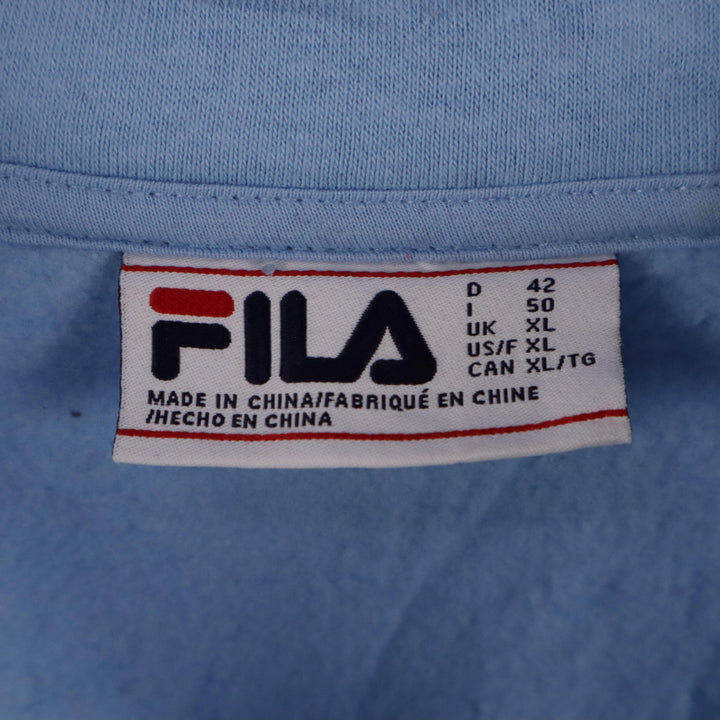 FILA
D 42
I 50
UK XL
US/F XL
CAN XL/TG
MADE IN CHINA/FABRIQUÉ EN CHINE
/HECHO EN CHINA